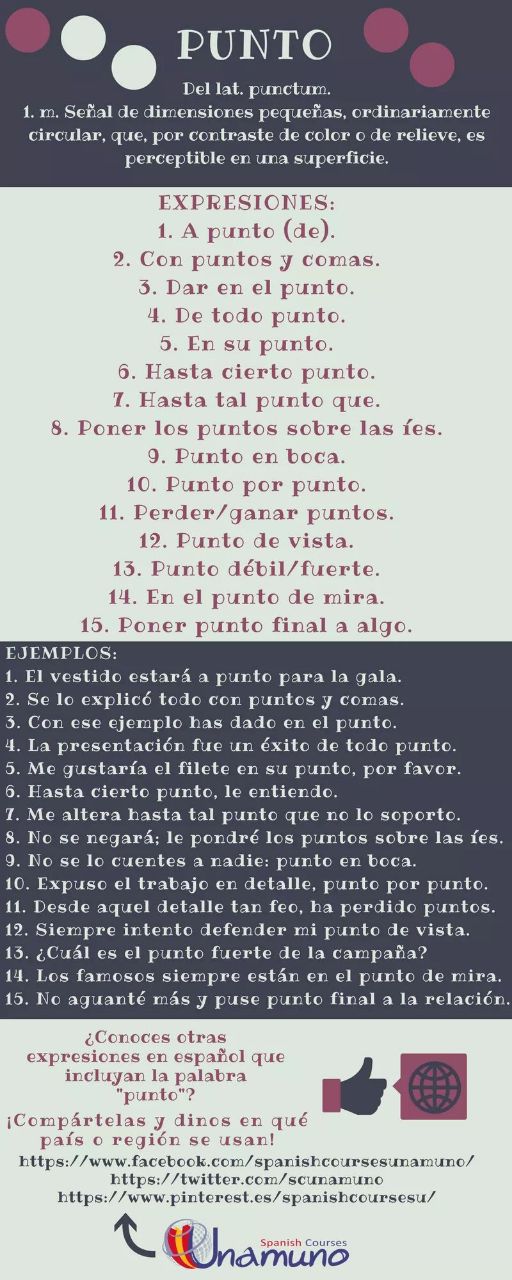 PUNTO
Del lat. punctum.
1. m. Señal de dimensiones pequeñas, ordinariamente
circular, que, por contraste de color o de relieve, es
perceptible en una superficie.
EXPRESIONES:
1. A punto (de).
2. Con puntos y comas.
3. Dar en el punto.
4. De todo punto.
5. En su punto.
6. Hasta cierto punto.
7. Hasta tal punto que.
8. Poner los puntos sobre las íes.
9. Punto en boca.
10. Punto por punto.
11. Perder/ganar puntos.
12. Punto de vista.
13. Punto débil/fuerte.
14. En el punto de mira.
15. Poner punto final a algo.
EJEMPLOS:
1. El vestido estará a punto para la gala.
2. Se lo explicó todo con puntos y comas.
3. Con ese ejemplo has dado en el punto.
4. La presentación fue un éxito de todo punto.
5. Me gustaría el filete en su punto, por favor.
6. Hasta cierto punto, le entiendo.
7. Me altera hasta tal punto que no lo soporto.
8. No se negará; le pondré los puntos sobre las íes.
9. No se lo cuentes a nadie: punto en boca.
10. Expuso el trabajo en detalle, punto por punto.
11. Desde aquel detalle tan feo, ha perdido puntos.
12. Siempre intento defender mi punto de vista.
13. ¿Cuál es el punto fuerte de la campaña?
14. Los famosos siempre están en el punto de mira.
15. No aguanté más y puse punto final a la relación.
¿Conoces otras
expresiones en español que
incluyan la palabra
"punto"?
¡Compártelas y dinos en qué
país o región se usan!
https://www.facebook.com/spanishcoursesunamuno/
https://twitter.com/scunamuno
https://www.pinterest.es/spanishcoursesu/
Spanish Courses
Unamuno